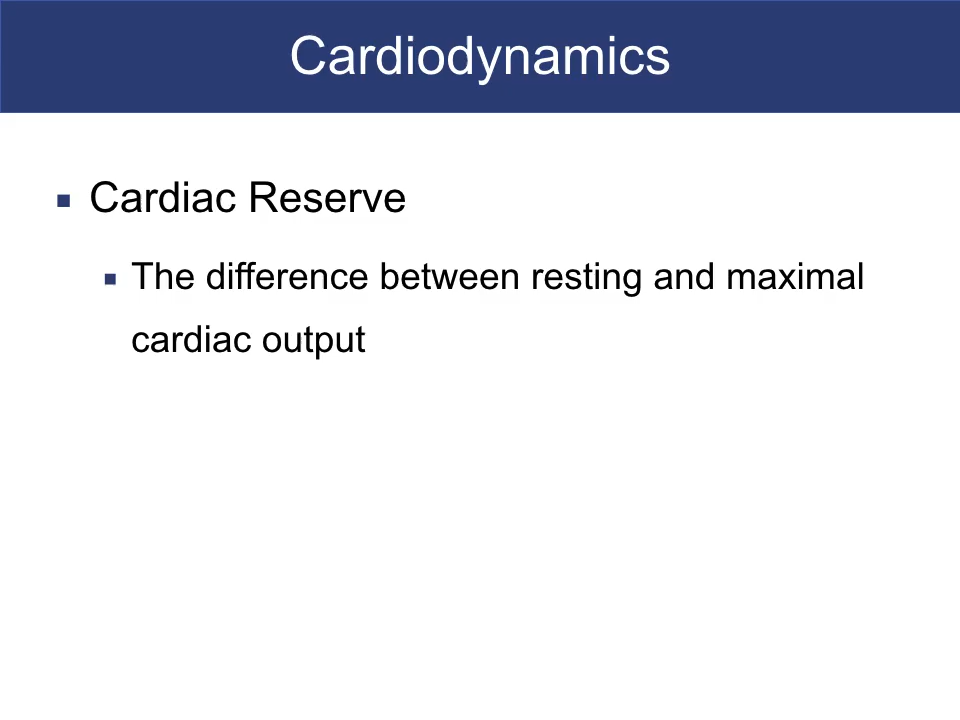 Cardiodynamics
Cardiac Reserve
The difference between resting and maximal
cardiac output